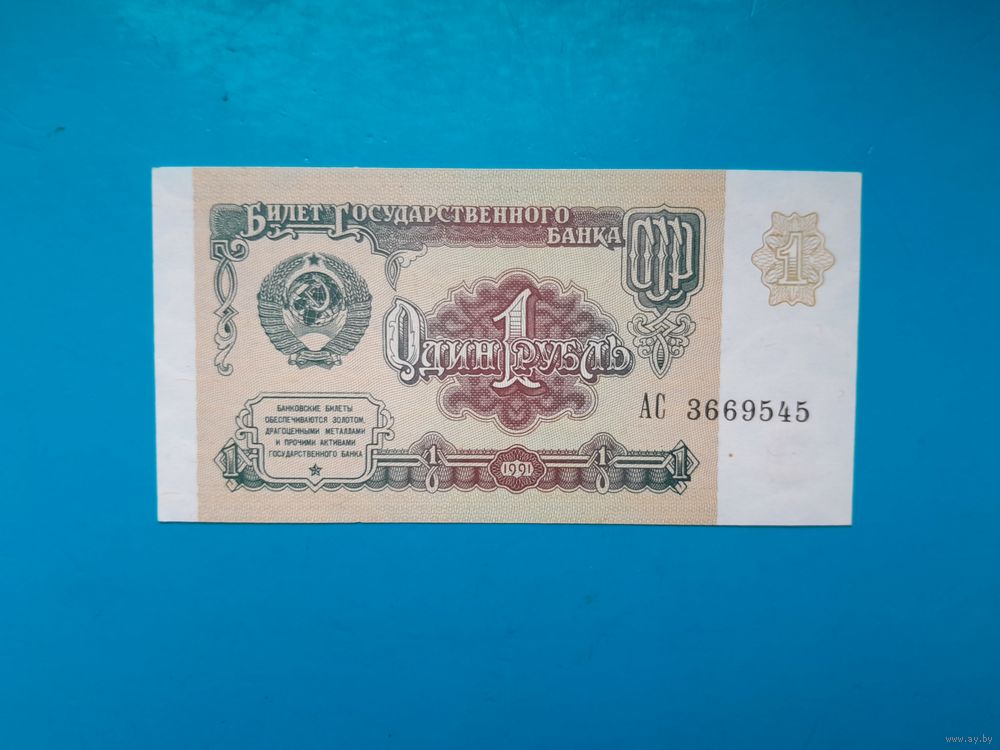 Билет Государственного
Банка
СССР
1
Один 1 рубль
АС 3669545
БАНКОВСКИЕ БИЛЕТЫ
ОБЕСПЕЧИВАЮТСЯ ЗОЛОТОМ,
ДРАГОЦЕННЫМИ МЕТАЛЛАМИ
И ПРОЧИМИ АКТИВАМИ
ГОСУДАРСТВЕННОГО БАНКА
1 1 1991 1 1
www.ay.by